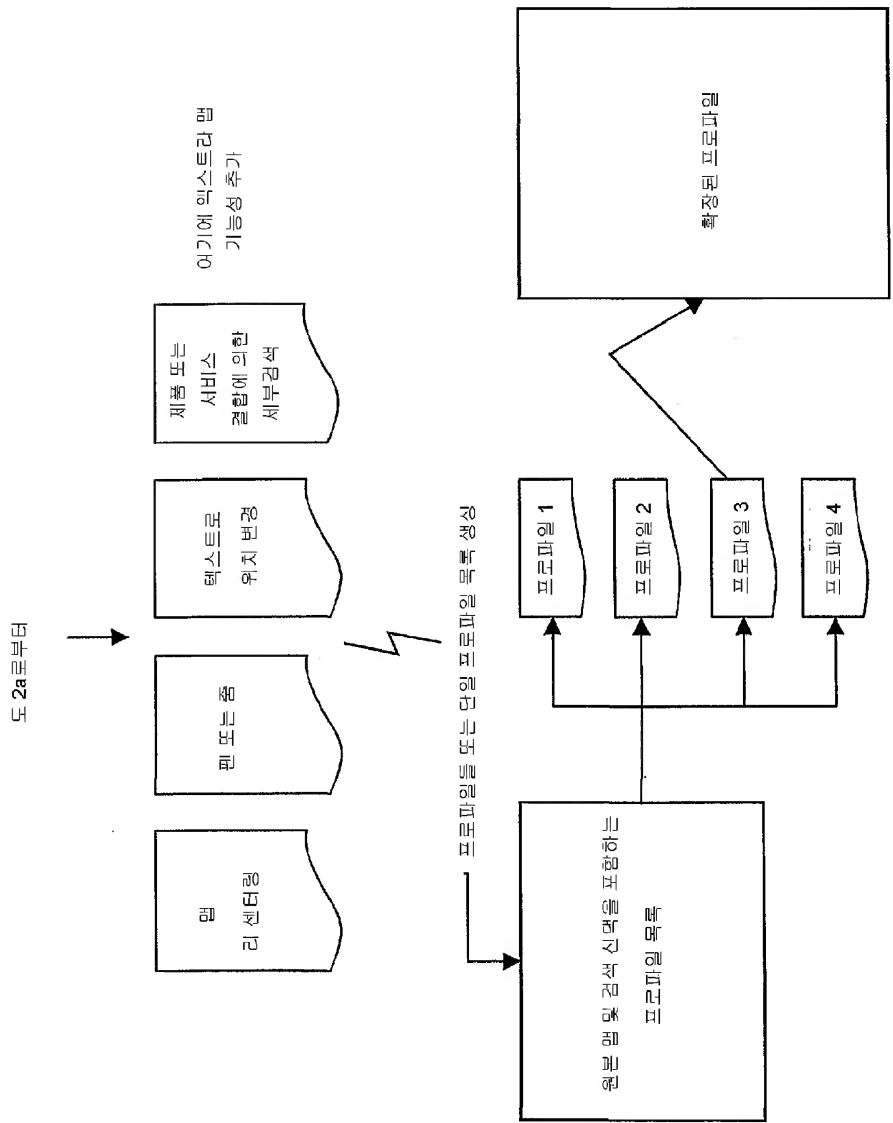 도 2a로부터
맵
리 센터링
팬 또는 줌
텍스트로
위치 변경
제품 또는
서비스
결합에 의한
세부검색
여기에 엑스트라 맵
기능성 추가
프로파일들 또는 단일 프로파일 목록 생성
원본 맵 및 검색 선택을 포함하는
프로파일 목록
프로파일 1
프로파일 2
프로파일 3
프로파일 4
확장된 프로파일